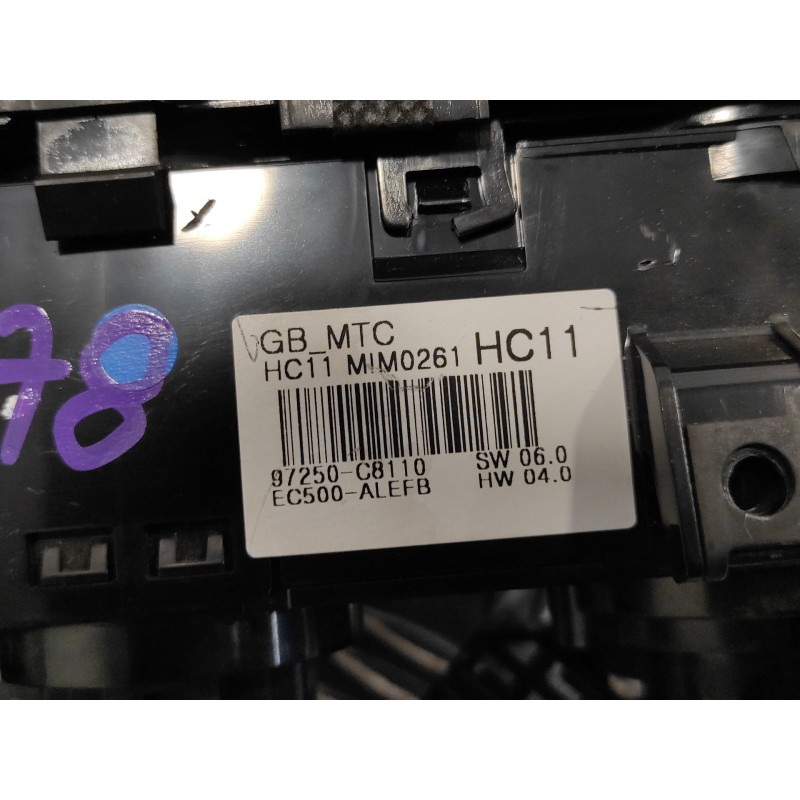 78
GB_MTC
HC11 MIM0261 HC11
97250-C8110 SW 06.0
EC500-ALEFB HW 04.0